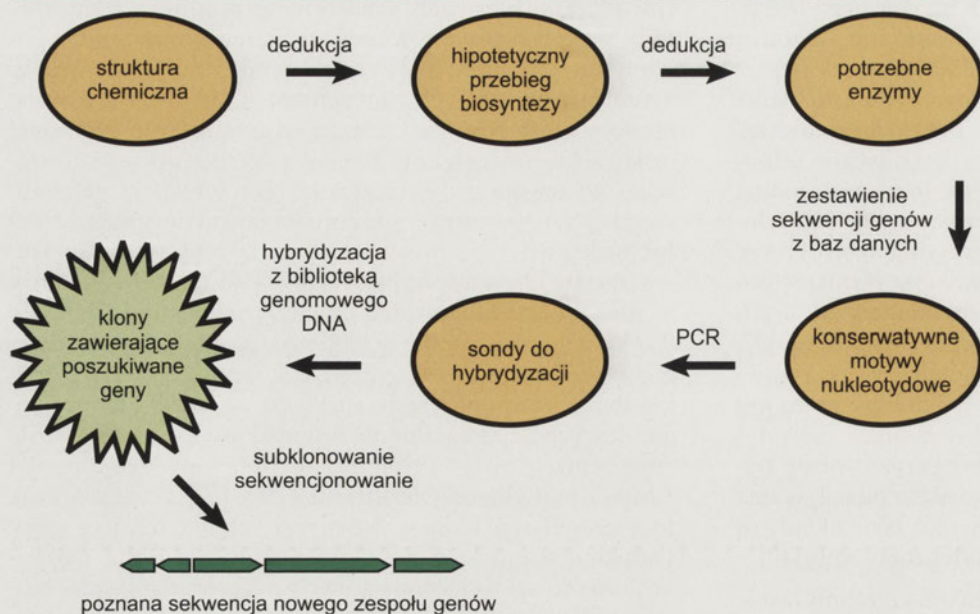 struktura
chemiczna
dedukcja
hipotetyczny
przebieg
biosyntezy
dedukcja
potrzebne
enzymy
zestawienie
sekwencji genów
z baz danych
konserwatywne
motywy
nukleotydowe
PCR
sondy do
hybrydyzacji
hybrydyzacja
z biblioteką
genomowego
DNA
klony
zawierające
poszukiwane
geny
subklonowanie
sekwencjonowanie
poznana sekwencja nowego zespołu genów